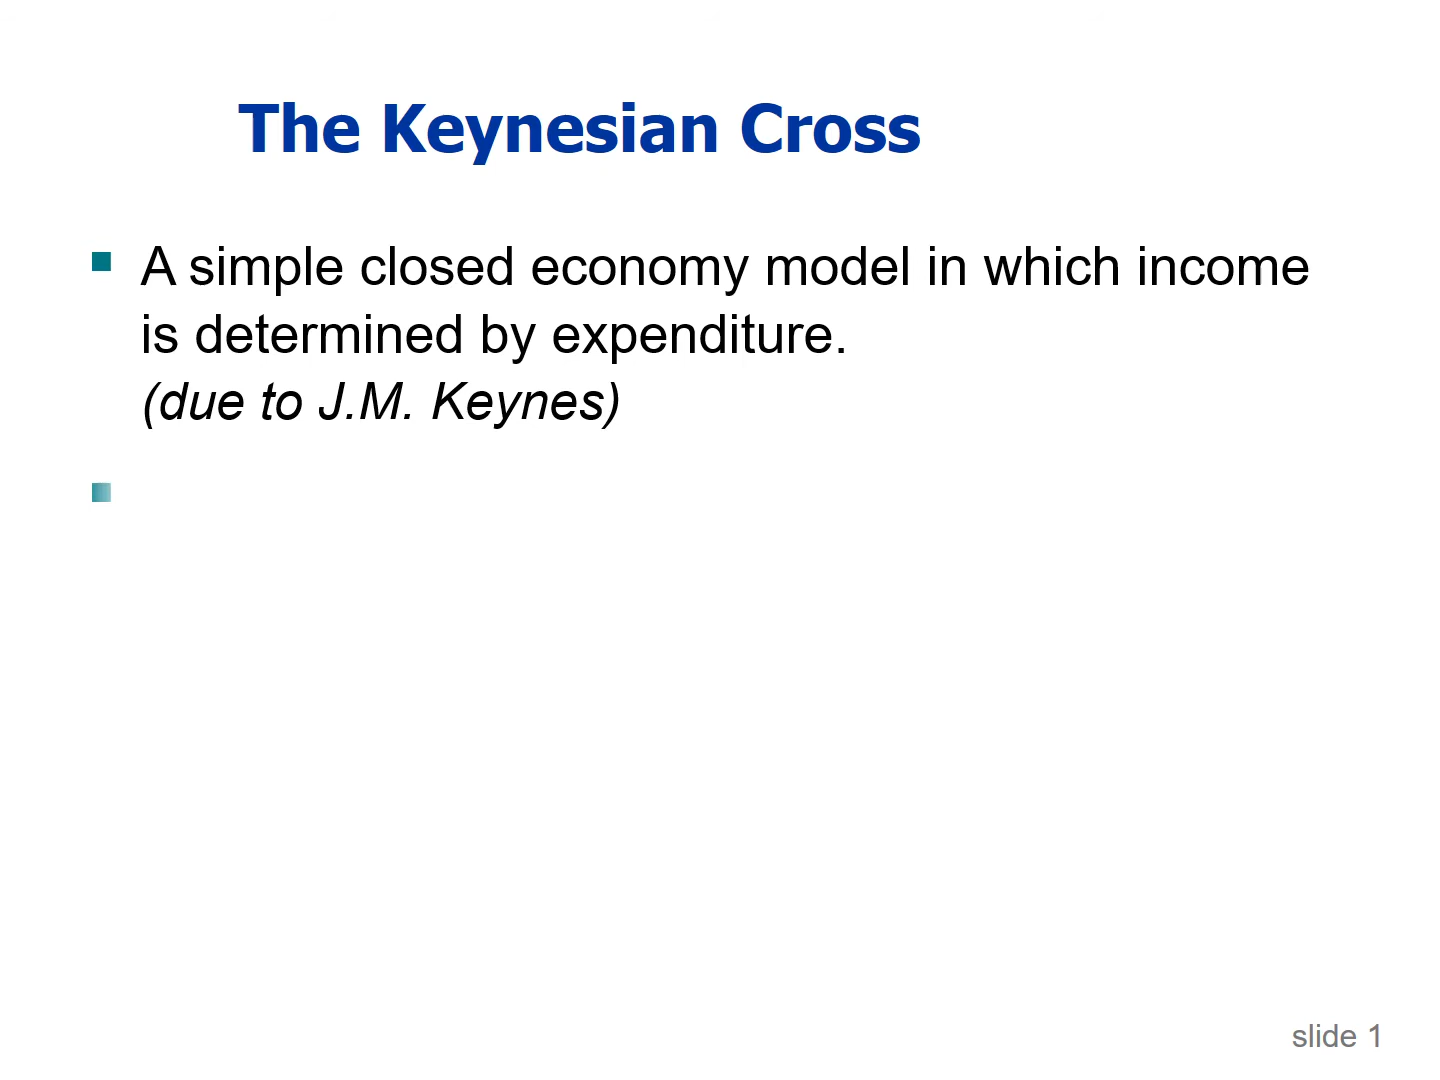 The Keynesian Cross
A simple closed economy model in which income
is determined by expenditure.
(due to J.M. Keynes)
slide 1